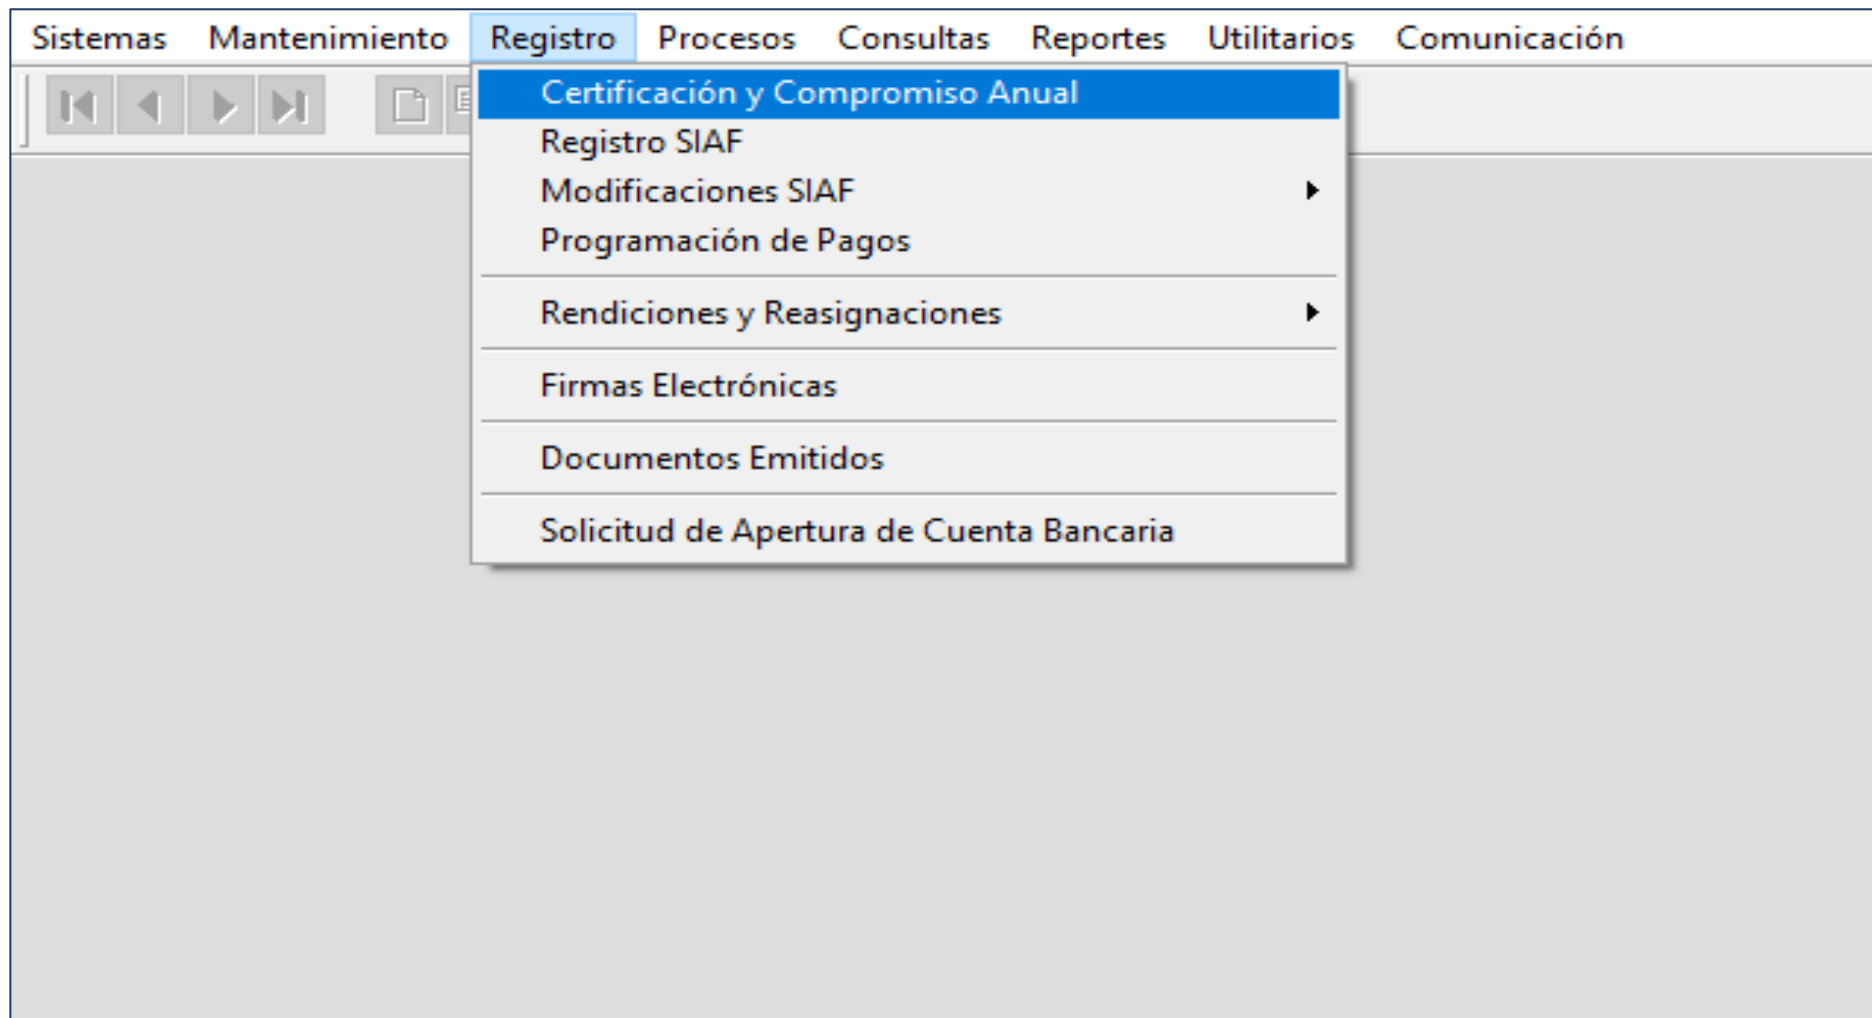 Sistemas Mantenimiento Registro Procesos Consultas Reportes Utilitarios Comunicación
Certificación y Compromiso Anual
Registro SIAF
Modificaciones SIAF
Programación de Pagos
Rendiciones y Reasignaciones
Firmas Electrónicas
Documentos Emitidos
Solicitud de Apertura de Cuenta Bancaria